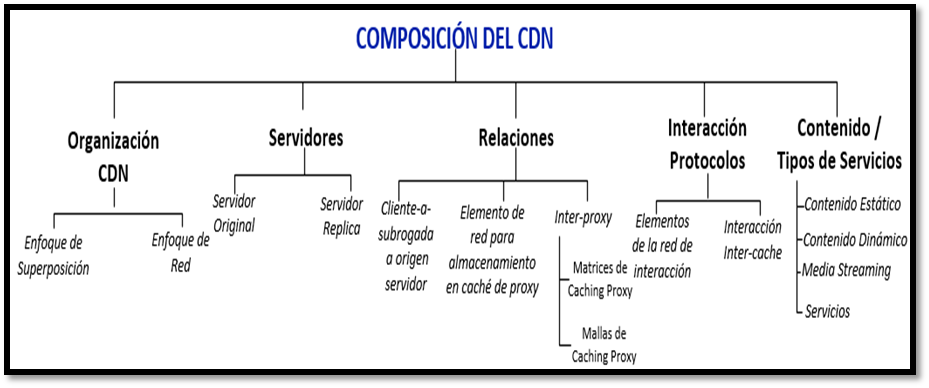 COMPOSICIÓN DEL CDN
Organización
CDN
Enfoque de
Superposición
Enfoque de
Red
Servidores
Servidor
Original
Servidor
Replica
Relaciones
Cliente-a-
subrogada
a origen
servidor
Elemento de
red para
almacenamiento
en caché de proxy
Inter-proxy
Matrices de
Caching Proxy
Mallas de
Caching Proxy
Interacción
Protocolos
Elementos
de la red de
interacción
Interacción
Inter-cache
Contenido /
Tipos de Servicios
Contenido Estático
Contenido Dinámico
Media Streaming
Servicios